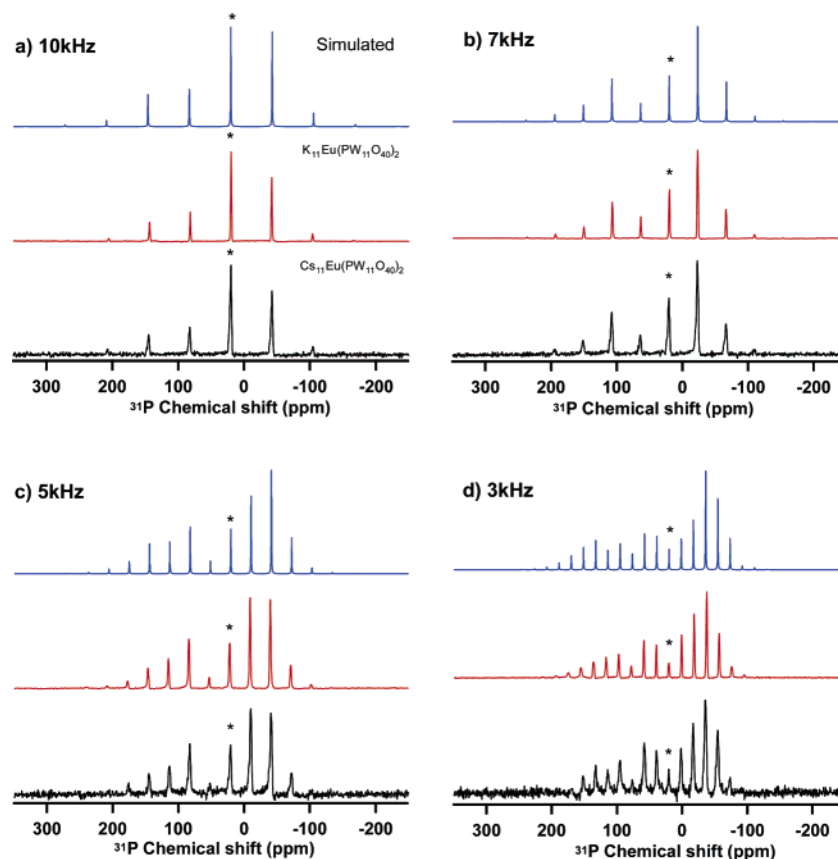 a) 10kHz
*
Simulated
*
K₁₁Eu(PW₁₁O₄₀)₂
*
Cs₁₁Eu(PW₁₁O₄₀)₂
300 200 100 0 -100 -200
³¹P Chemical shift (ppm)
b) 7kHz
*
*
*
300 200 100 0 -100 -200
³¹P Chemical shift (ppm)
c) 5kHz
*
*
*
300 200 100 0 -100 -200
³¹P Chemical shift (ppm)
d) 3kHz
*
*
*
300 200 100 0 -100 -200
³¹P Chemical shift (ppm)